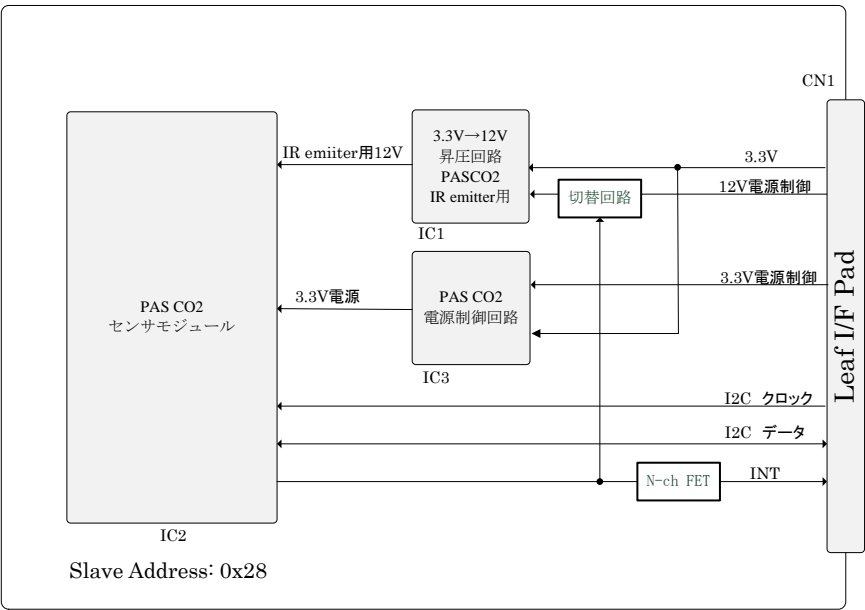 CN1
3.3V→12V
昇圧回路
PASCO2
IR emitter用
IC1
IR emiiter用12V
3.3V
12V電源制御
切替回路
PAS CO2
センサモジュール
3.3V電源
PAS CO2
電源制御回路
IC3
3.3V電源制御
Leaf I/F Pad
I2C クロック
I2C データ
N-ch FET
INT
IC2
Slave Address: 0x28